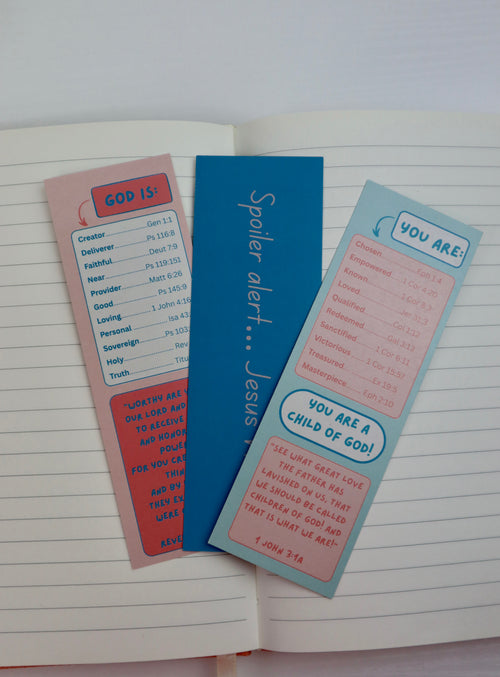 GOD IS:
Creator Gen 1:1
Deliverer Ps 116:8
Faithful Deut 7:9
Near Ps 119:151
Provider Matt 6:26
Good Ps 145:9
Loving 1 John 4:16
Personal Isa 43
Sovereign Ps 103
Holy Rev
Truth Titu
"WORTHY ARE
OUR LORD AND
TO RECEIVE
AND HONOR
POWE
FOR YOU CRE
THIN
AND BY
THEY EX
WERE
REVE
Spoiler alert... Jesus
YOU ARE:
Chosen Eph 1:4
Empowered 1 Cor 4:20
Known 1 Cor 8:3
Loved Jer 31:3
Qualified Col 1:12
Redeemed Gal 3:13
Sanctified 1 Cor 6:11
Victorious 1 Cor 15:57
Treasured Ex 19:5
Masterpiece Eph 2:10
YOU ARE A
CHILD OF GOD!
"SEE WHAT GREAT LOVE
THE FATHER HAS
LAVISHED ON US, THAT
WE SHOULD BE CALLED
CHILDREN OF GOD! AND
THAT IS WHAT WE ARE!"
1 JOHN 3:1A